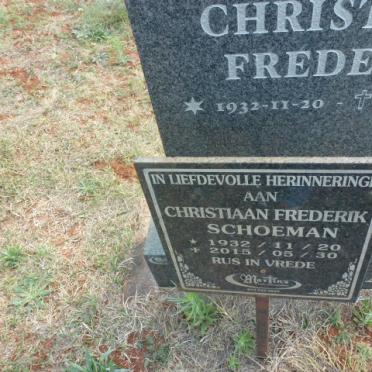 CHRIST
FREDE
* 1932-11-20 - †
IN LIEFDEVOLLE HERINNERING
AAN
CHRISTIAAN FREDERIK
SCHOEMAN
* 1932 / 11 / 20
✢ 2015 / 05 / 30
RUS IN VREDE
Martins